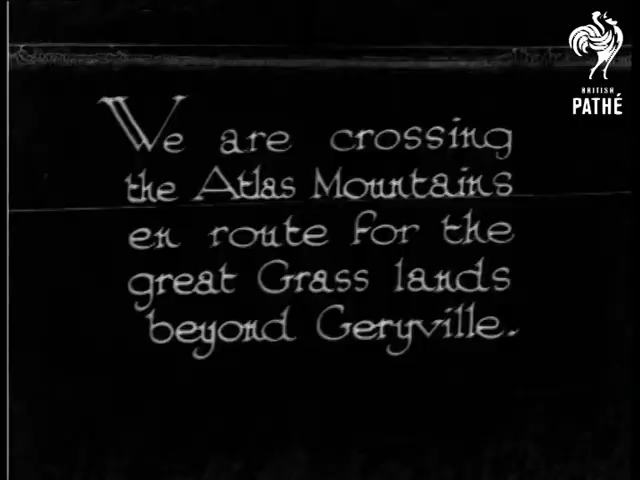 BRITISH
PATHÉ
We are crossing
the Atlas Mountains
en route for the
great Grass lands
beyond Geryville.